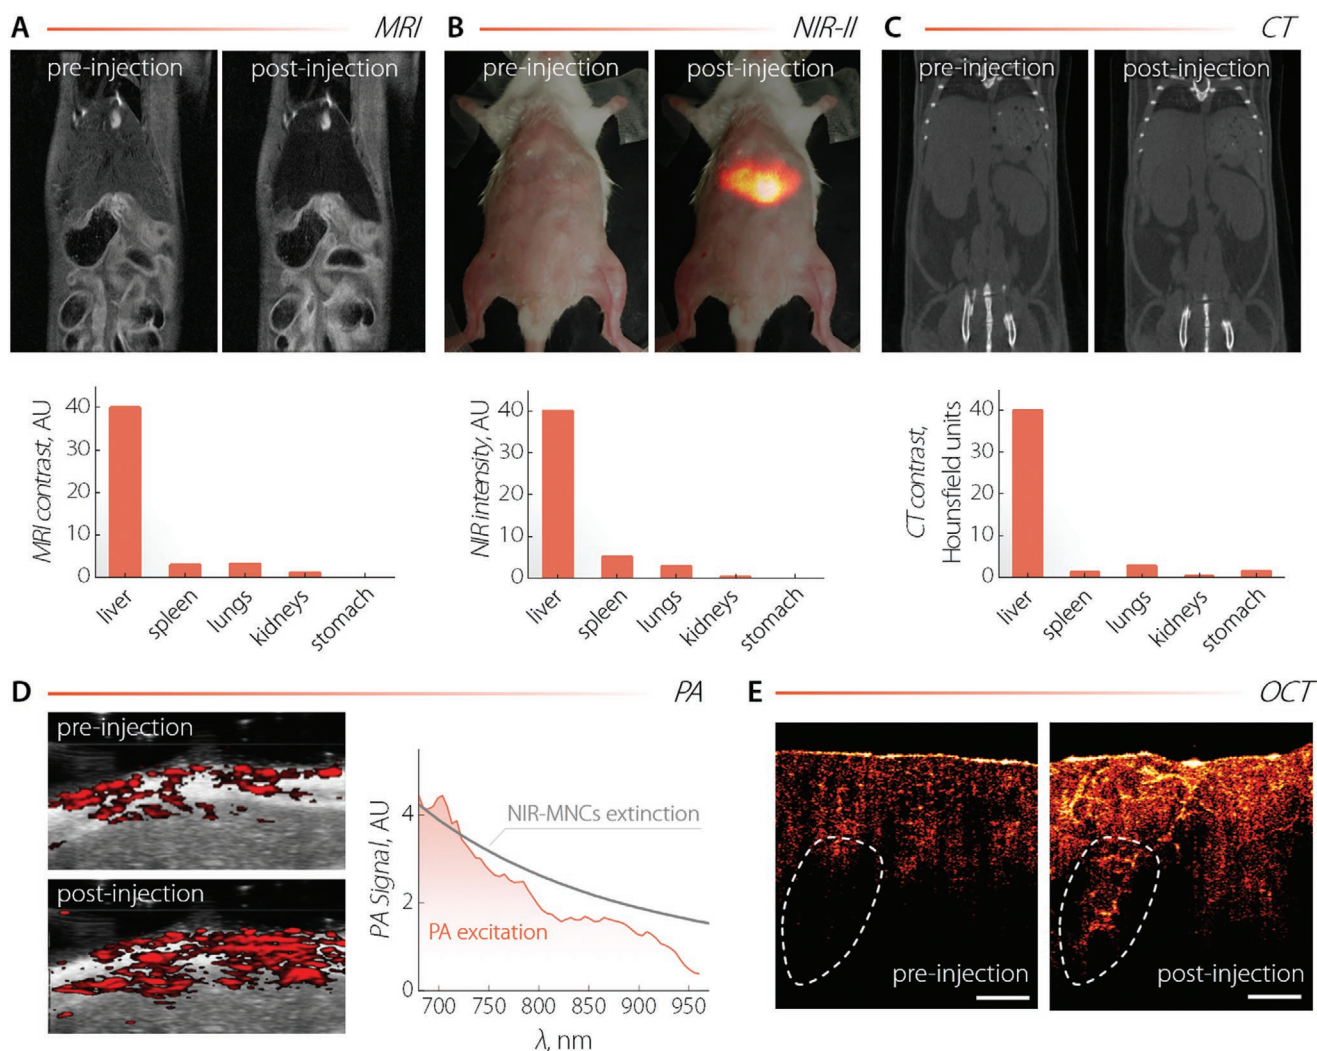 A MRI
pre-injection
post-injection
B NIR-II
pre-injection
post-injection
C CT
pre-injection
post-injection
MRI contrast, AU
40
30
20
10
0
liver
spleen
lungs
kidneys
stomach
NIR intensity, AU
40
30
20
10
0
liver
spleen
lungs
kidneys
stomach
CT contrast,
Hounsfield units
40
30
20
10
0
liver
spleen
lungs
kidneys
stomach
D PA
pre-injection
post-injection
PA Signal, AU
4
2
0
NIR-MNCs extinction
PA excitation
700 750 800 850 900 950
λ, nm
E OCT
pre-injection
post-injection